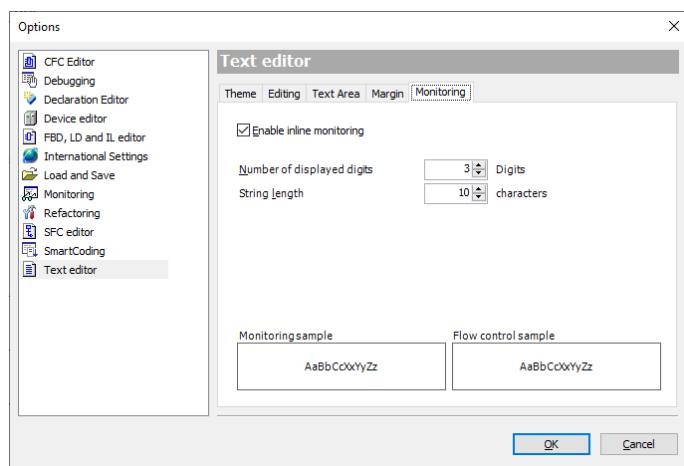 Options
CFC Editor
Debugging
Declaration Editor
Device editor
FBD, LD and IL editor
International Settings
Load and Save
Monitoring
Refactoring
SFC editor
SmartCoding
Text editor
Text editor
Theme Editing Text Area Margin Monitoring
Enable inline monitoring
Number of displayed digits 3 Digits
String length 10 characters
Monitoring sample Flow control sample
AaBbCcXxYyZz AaBbCcXxYyZz
OK Cancel